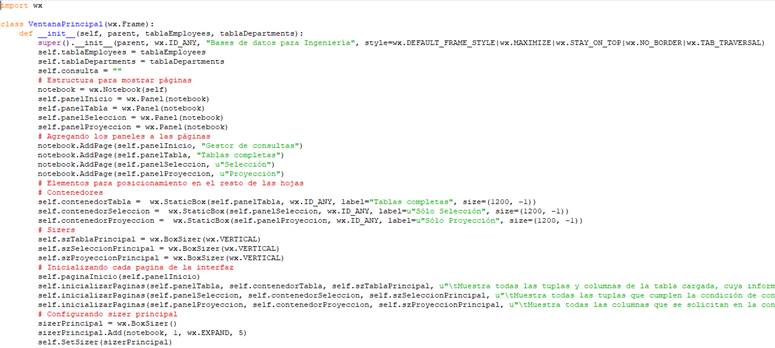 import wx
class VentanaPrincipal(wx.Frame):
def __init__(self, parent, tablaEmployees, tablaDepartments):
super().__init__(parent, wx.ID_ANY, "Bases de datos para Ingeniería", style=wx.DEFAULT_FRAME_STYLE|wx.MAXIMIZE|wx.STAY_ON_TOP|wx.NO_BORDER|wx.TAB_TRAVERSAL)
self.tablaEmployees = tablaEmployees
self.tablaDepartments = tablaDepartments
self.consulta = ""
# Estructura para mostrar páginas
notebook = wx.Notebook(self)
self.panelInicio = wx.Panel(notebook)
self.panelTabla = wx.Panel(notebook)
self.panelSeleccion = wx.Panel(notebook)
self.panelProyeccion = wx.Panel(notebook)
# Agregando los paneles a las páginas
notebook.AddPage(self.panelInicio, "Gestor de consultas")
notebook.AddPage(self.panelTabla, "Tablas completas")
notebook.AddPage(self.panelSeleccion, u"Selección")
notebook.AddPage(self.panelProyeccion, u"Proyección")
# Elementos para posicionamiento en el resto de las hojas
# Contenedores
self.contenedorTabla =  wx.StaticBox(self.panelTabla, wx.ID_ANY, label="Tablas completas", size=(1200, -1))
self.contenedorSeleccion =  wx.StaticBox(self.panelSeleccion, wx.ID_ANY, label=u"Sólo Selección", size=(1200, -1))
self.contenedorProyeccion =  wx.StaticBox(self.panelProyeccion, wx.ID_ANY, label=u"Sólo Proyección", size=(1200, -1))
# Sizers
self.szTablaPrincipal = wx.BoxSizer(wx.VERTICAL)
self.szSeleccionPrincipal = wx.BoxSizer(wx.VERTICAL)
self.szProyeccionPrincipal = wx.BoxSizer(wx.VERTICAL)
# Inicializando cada pagina de la interfaz
self.paginaInicio(self.panelInicio)
self.inicializarPaginas(self.panelTabla, self.contenedorTabla, self.szTablaPrincipal, u"\tMuestra todas las tuplas y columnas de la tabla cargada, cuya inform
self.inicializarPaginas(self.panelSeleccion, self.contenedorSeleccion, self.szSeleccionPrincipal, u"\tMuestra todas las tuplas que cumplen la condición de con
self.inicializarPaginas(self.panelProyeccion, self.contenedorProyeccion, self.szProyeccionPrincipal, u"\tMuestra todas las columnas que se solicitan en la con
# Configurando sizer principal
sizerPrincipal = wx.BoxSizer()
sizerPrincipal.Add(notebook, 1, wx.EXPAND, 5)
self.SetSizer(sizerPrincipal)